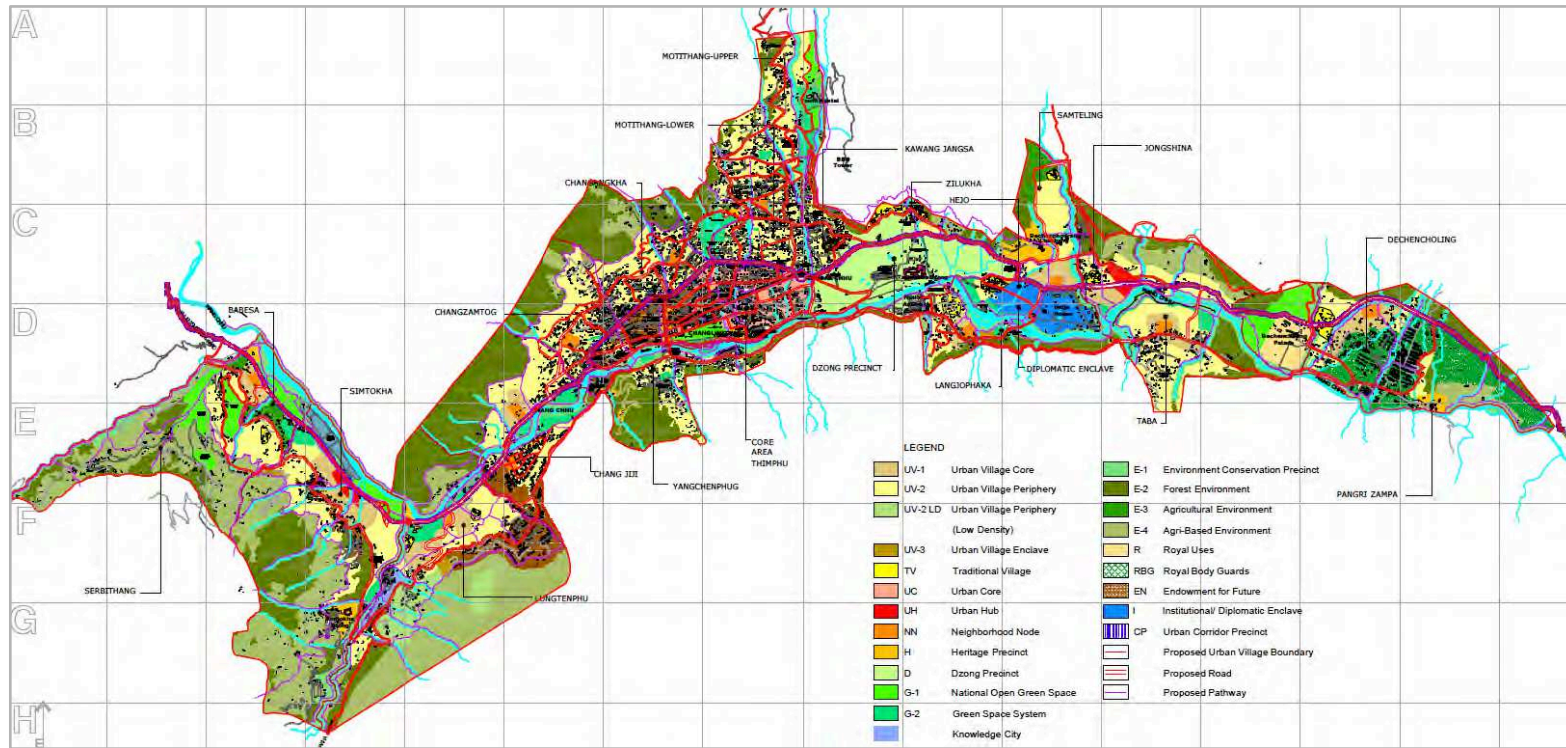 A
MOTITHANG-UPPER
B
MOTITHANG-LOWER
SAMTELING
KAWANG JANGSA
JONGSHINA
Tower
ZILUKHA
HEJO
C
DECHENCHOLING
D
BABESA
CHANGZAMTOG
SIMTOKHA
DZONG PRECINCT
LANGJOPHAKA
DIPLOMATIC ENCLAVE
E
TABA
CORE
AREA
THIMPHU
CHANG JIJI
YANGCHENPHUG
PANGRI ZAMPA
F
SERBITHANG
LUNGTENPHU
G
H
LEGEND
UV-1 Urban Village Core
UV-2 Urban Village Periphery
UV-2 LD Urban Village Periphery
(Low Density)
UV-3 Urban Village Enclave
TV Traditional Village
UC Urban Core
UH Urban Hub
NN Neighborhood Node
H Heritage Precinct
D Dzong Precinct
G-1 National Open Green Space
G-2 Green Space System
Knowledge City
E-1 Environment Conservation Precinct
E-2 Forest Environment
E-3 Agricultural Environment
E-4 Agri-Based Environment
R Royal Uses
RBG Royal Body Guards
EN Endowment for Future
I Institutional/ Diplomatic Enclave
CP Urban Corridor Precinct
Proposed Urban Village Boundary
Proposed Road
Proposed Pathway